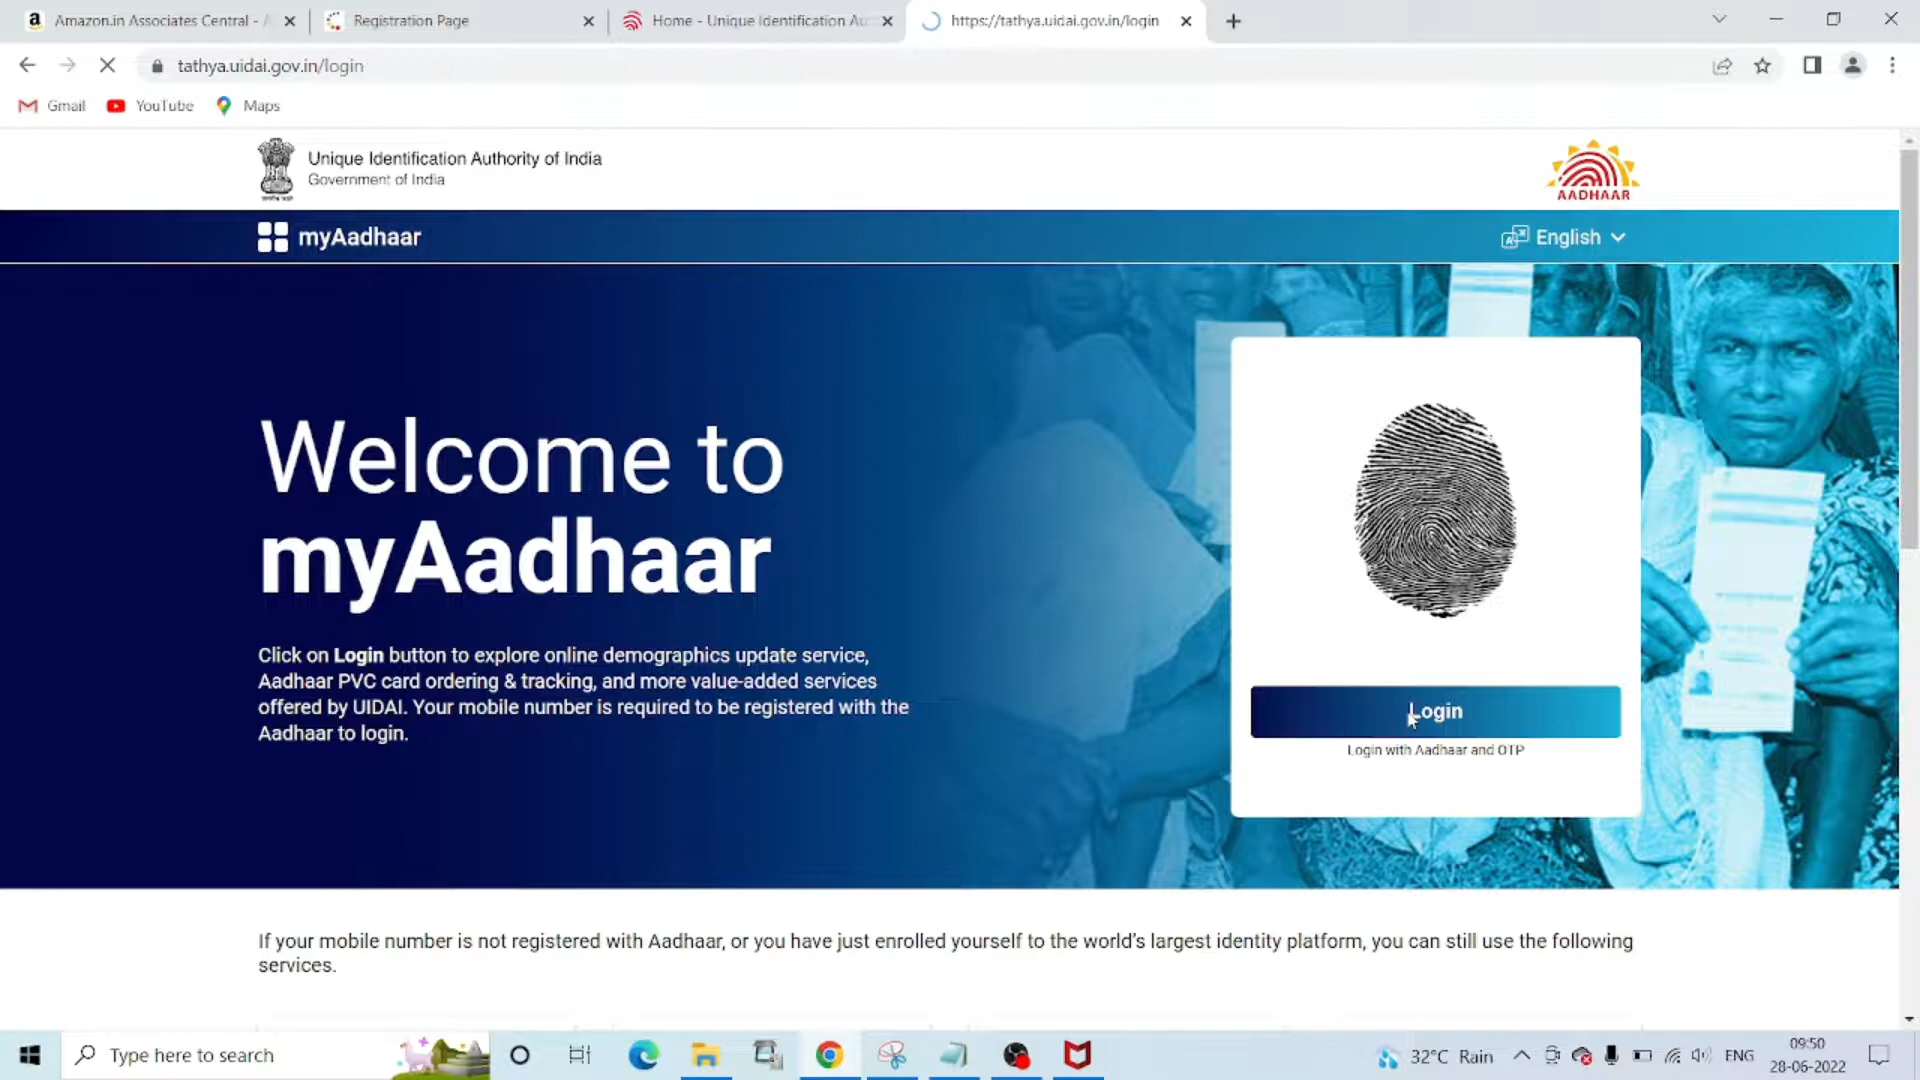 Amazon.in Associates Central - A
Registration Page
Home - Unique Identification Au
https://tathya.uidai.gov.in/login
tathya.uidai.gov.in/login
Gmail
YouTube
Maps
Unique Identification Authority of India
Government of India
AADHAAR
myAadhaar
English
Welcome to
myAadhaar
Click on Login button to explore online demographics update service,
Aadhaar PVC card ordering & tracking, and more value-added services
offered by UIDAI. Your mobile number is required to be registered with the
Aadhaar to login.
Login
Login with Aadhaar and OTP
If your mobile number is not registered with Aadhaar, or you have just enrolled yourself to the world's largest identity platform, you can still use the following
services.
Type here to search
32°C Rain
ENG
09:50
28-06-2022